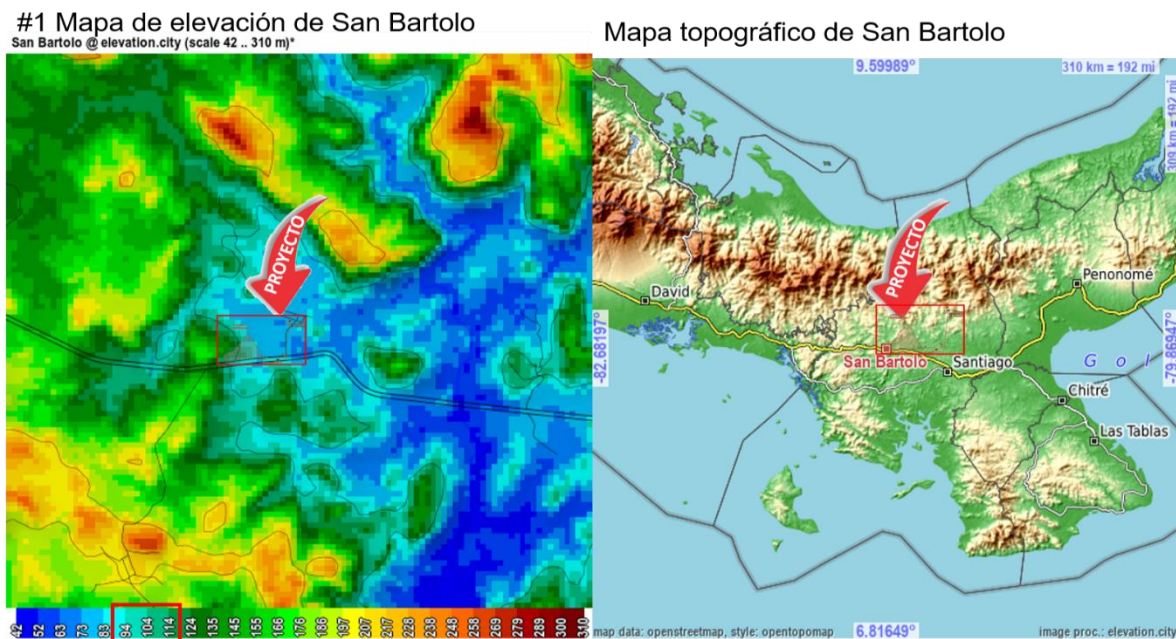 #1 Mapa de elevación de San Bartolo
San Bartolo @ elevation.city (scale 42 .. 310 m)*
PROYECTO
42 52 63 73 83 94 104 114 124 135 145 155 166 176 186 197 207 217 228 238 248 258 269 279 289 300 310
Mapa topográfico de San Bartolo
9.59989°
310 km = 192 mi
309 km = 192 mi
PROYECTO
Penonomé
David
-82.68197°
San Bartolo
Santiago
G o l
Chitré
Las Tablas
map data: openstreetmap, style: opentopomap
6.81649°
image proc.: elevation.ci